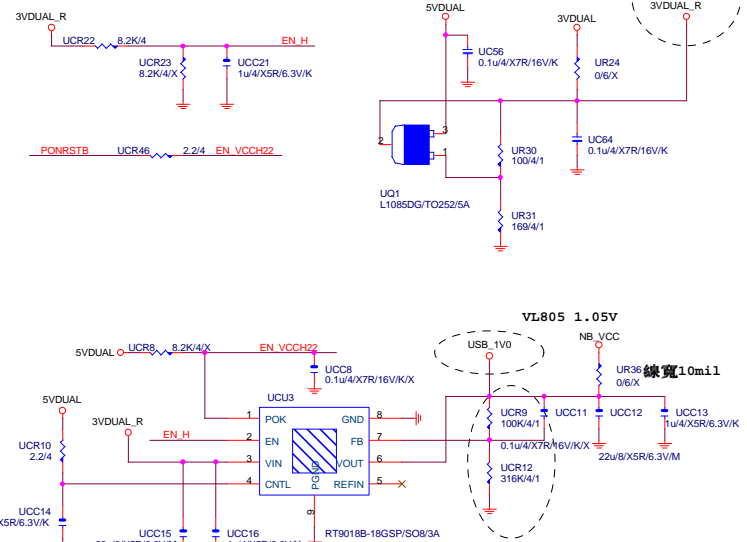 3VDUAL_R
UCR22 8.2K/4 EN_H
UCR23
8.2K/4/X
UCC21
1u/4/X5R/6.3V/K
PONRSTB UCR46 2.2/4 EN_VCCH22
5VDUAL
3VDUAL
3VDUAL_R
UC56
0.1u/4/X7R/16V/K
UR24
0/6/X
2
3
1
UR30
100/4/1
UC64
0.1u/4/X7R/16V/K
UQ1
L1085DG/TO252/5A
UR31
169/4/1
VL805 1.05V
5VDUAL UCR8 8.2K/4/X EN_VCCH22
UCC8
0.1u/4/X7R/16V/K/X
USB_1V0
NB_VCC
UR36 線寬10mil
0/6/X
5VDUAL
3VDUAL_R
UCU3
1 POK GND 8
EN_H 2 EN FB 7
3 VIN VOUT 6
4 CNTL REFIN 5
PGND
9
UCR10
2.2/4
UCR9
100K/4/1
UCC11
0.1u/4/X7R/16V/K/X
UCC12
22u/8/X5R/6.3V/M
UCC13
1u/4/X5R/6.3V/K
UCR12
316K/4/1
UCC14
X5R/6.3V/K
UCC15
UCC16
RT9018B-18GSP/SO8/3A